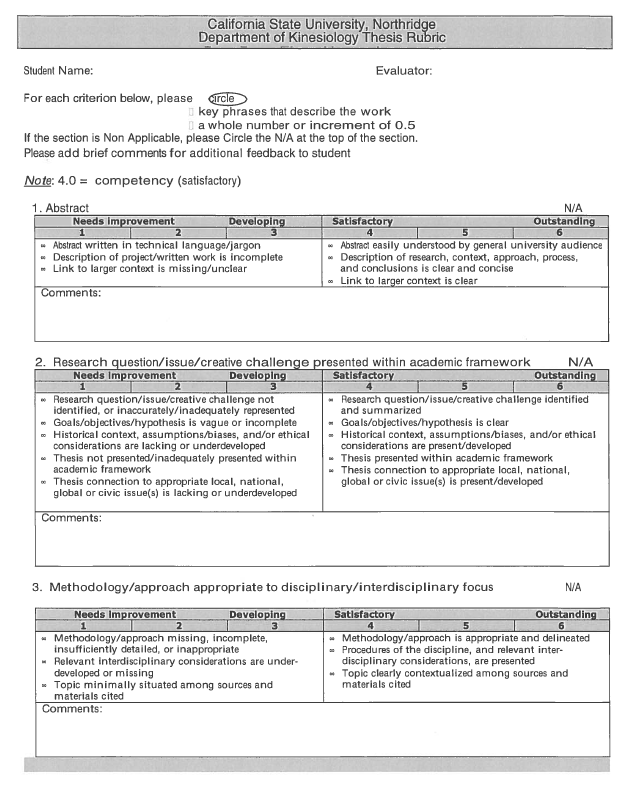 California State University, Northridge
Department of Kinesiology Thesis Rubric
Student Name: Evaluator:
For each criterion below, please circle
key phrases that describe the work
a whole number or increment of 0.5
If the section is Non Applicable, please Circle the N/A at the top of the section.
Please add brief comments for additional feedback to student
Note: 4.0 = competency (satisfactory)
1. Abstract N/A
Needs improvement Developing Satisfactory Outstanding
1 2 3 4 5 6
∞ Abstract written in technical language/jargon
∞ Description of project/written work is incomplete
∞ Link to larger context is missing/unclear
∞ Abstract easily understood by general university audience
∞ Description of research, context, approach, process,
and conclusions is clear and concise
∞ Link to larger context is clear
Comments:
2. Research question/issue/creative challenge presented within academic framework N/A
Needs Improvement Developing Satisfactory Outstanding
1 2 3 4 5 6
∞ Research question/issue/creative challenge not
identified, or inaccurately/inadequately represented
∞ Goals/objectives/hypothesis is vague or incomplete
∞ Historical context, assumptions/biases, and/or ethical
considerations are lacking or underdeveloped
∞ Thesis not presented/inadequately presented within
academic framework
∞ Thesis connection to appropriate local, national,
global or civic issue(s) is lacking or underdeveloped
∞ Research question/issue/creative challenge identified
and summarized
∞ Goals/objectives/hypothesis is clear
∞ Historical context, assumptions/biases, and/or ethical
considerations are present/developed
∞ Thesis presented within academic framework
∞ Thesis connection to appropriate local, national,
global or civic issue(s) is present/developed
Comments:
3. Methodology/approach appropriate to disciplinary/interdisciplinary focus N/A
Needs Improvement Developing Satisfactory Outstanding
1 2 3 4 5 6
∞ Methodology/approach missing, incomplete,
insufficiently detailed, or inappropriate
∞ Relevant interdisciplinary considerations are under-
developed or missing
∞ Topic minimally situated among sources and
materials cited
∞ Methodology/approach is appropriate and delineated
∞ Procedures of the discipline, and relevant inter-
disciplinary considerations, are presented
∞ Topic clearly contextualized among sources and
materials cited
Comments: